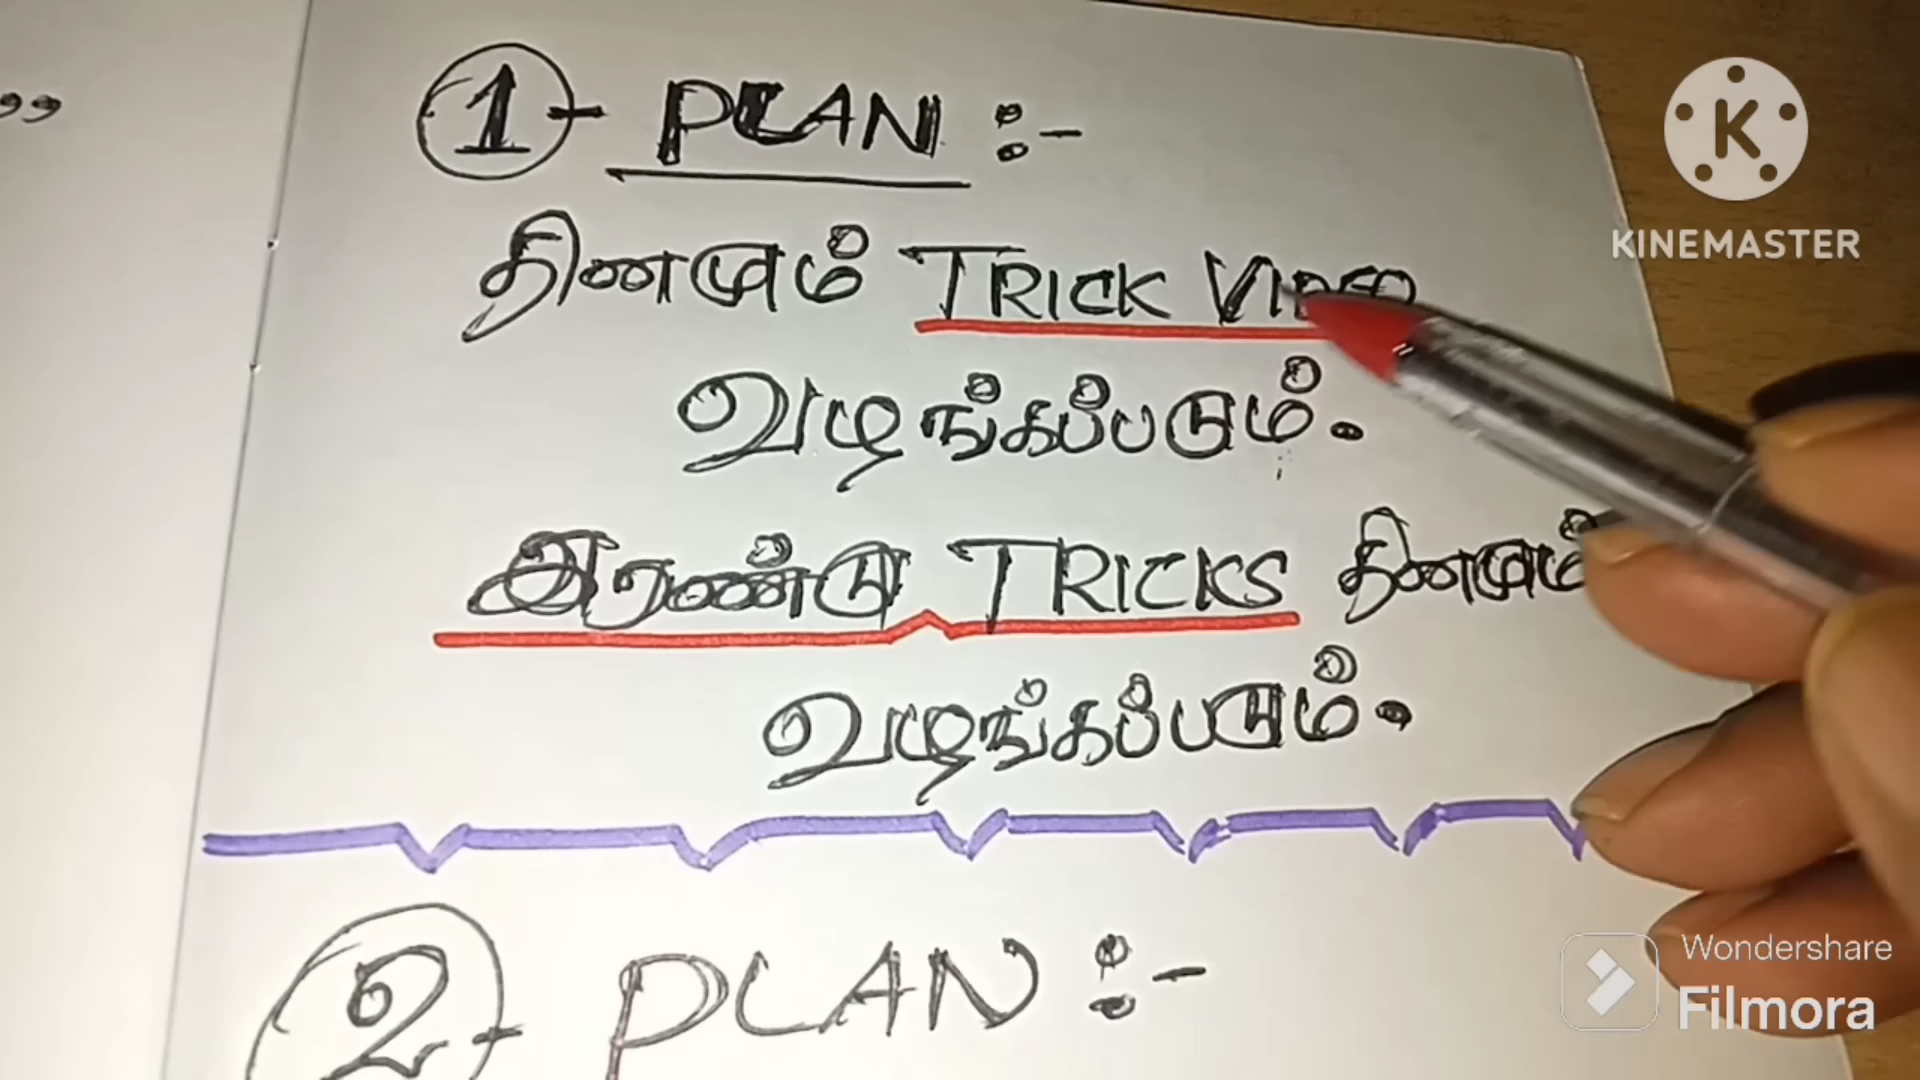 ”
① - PLAN :-
தினமும் TRICK VIDEO
வழங்கப்படும்.
இரண்டு TRICKS தினமும்
வழங்கப்படும்.
② - PLAN :-
KINEMASTER
Wondershare
Filmora